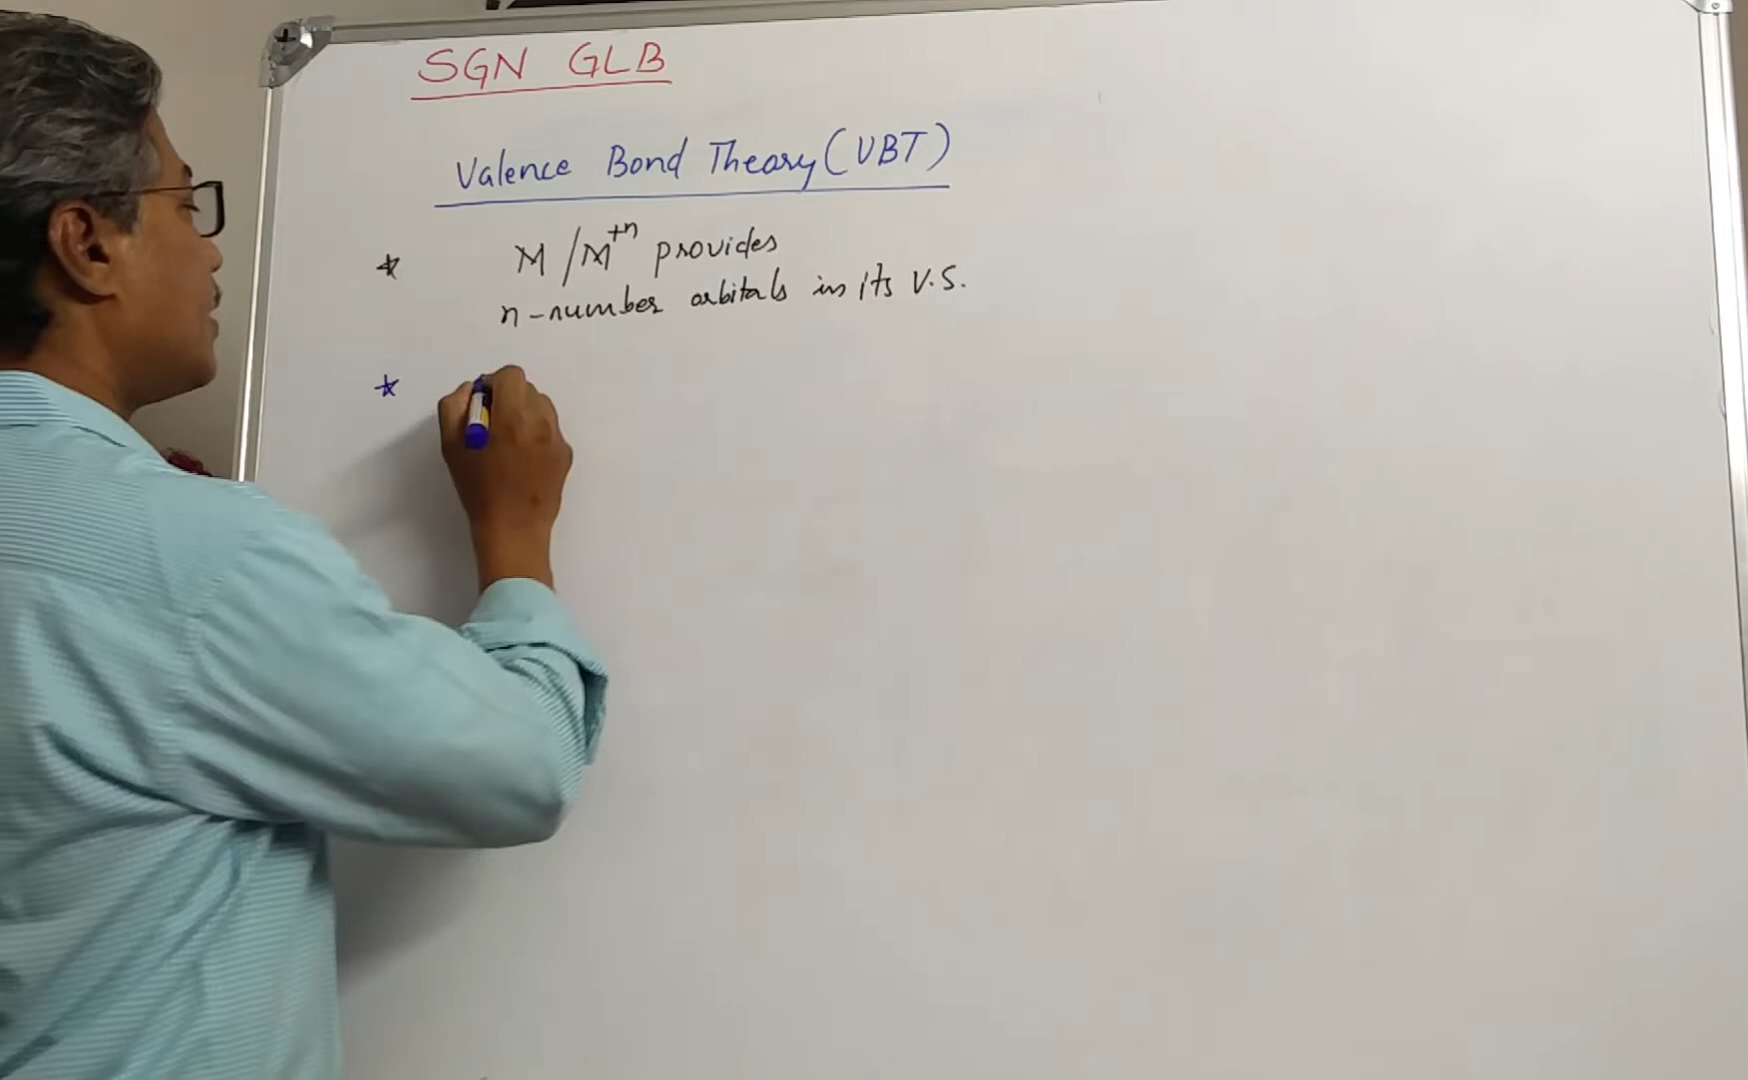 SGN GLB
Valence Bond Theory (VBT)
* M/M⁺ⁿ provides
n-number orbitals in its V.S.
*